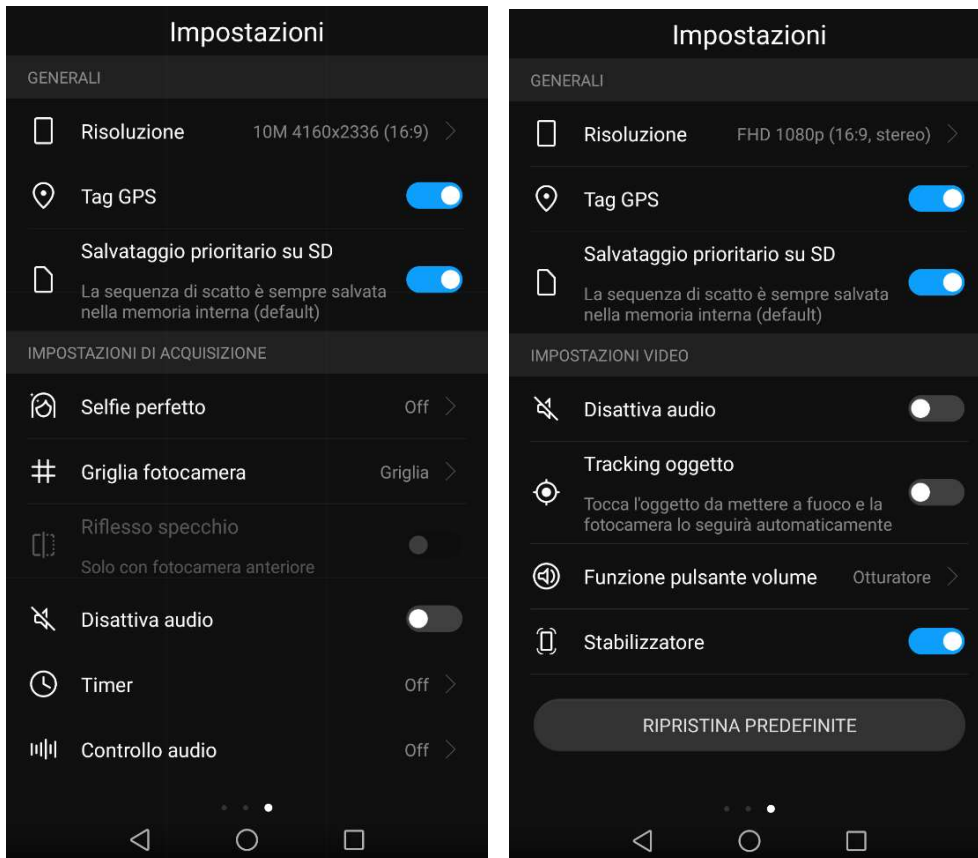 Impostazioni
GENERALI
Risoluzione 10M 4160x2336 (16:9)
Tag GPS
Salvataggio prioritario su SD
La sequenza di scatto è sempre salvata
nella memoria interna (default)
IMPOSTAZIONI DI ACQUISIZIONE
Selfie perfetto Off
Griglia fotocamera Griglia
Riflesso specchio
Solo con fotocamera anteriore
Disattiva audio
Timer Off
Controllo audio Off
Impostazioni
GENERALI
Risoluzione FHD 1080p (16:9, stereo)
Tag GPS
Salvataggio prioritario su SD
La sequenza di scatto è sempre salvata
nella memoria interna (default)
IMPOSTAZIONI VIDEO
Disattiva audio
Tracking oggetto
Tocca l'oggetto da mettere a fuoco e la
fotocamera lo seguirà automaticamente
Funzione pulsante volume Otturatore
Stabilizzatore
RIPRISTINA PREDEFINITE